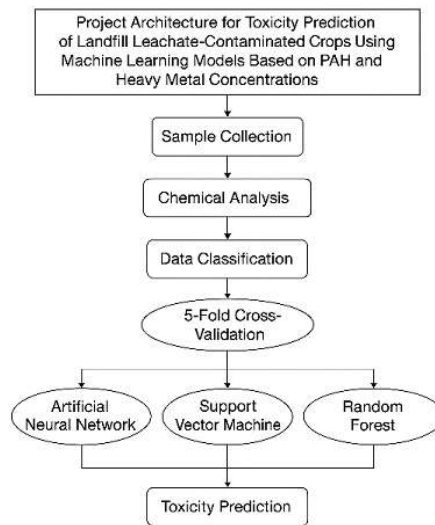 Project Architecture for Toxicity Prediction
of Landfill Leachate-Contaminated Crops Using
Machine Learning Models Based on PAH and
Heavy Metal Concentrations
Sample Collection
Chemical Analysis
Data Classification
5-Fold Cross-
Validation
Artificial
Neural Network
Support
Vector Machine
Random
Forest
Toxicity Prediction